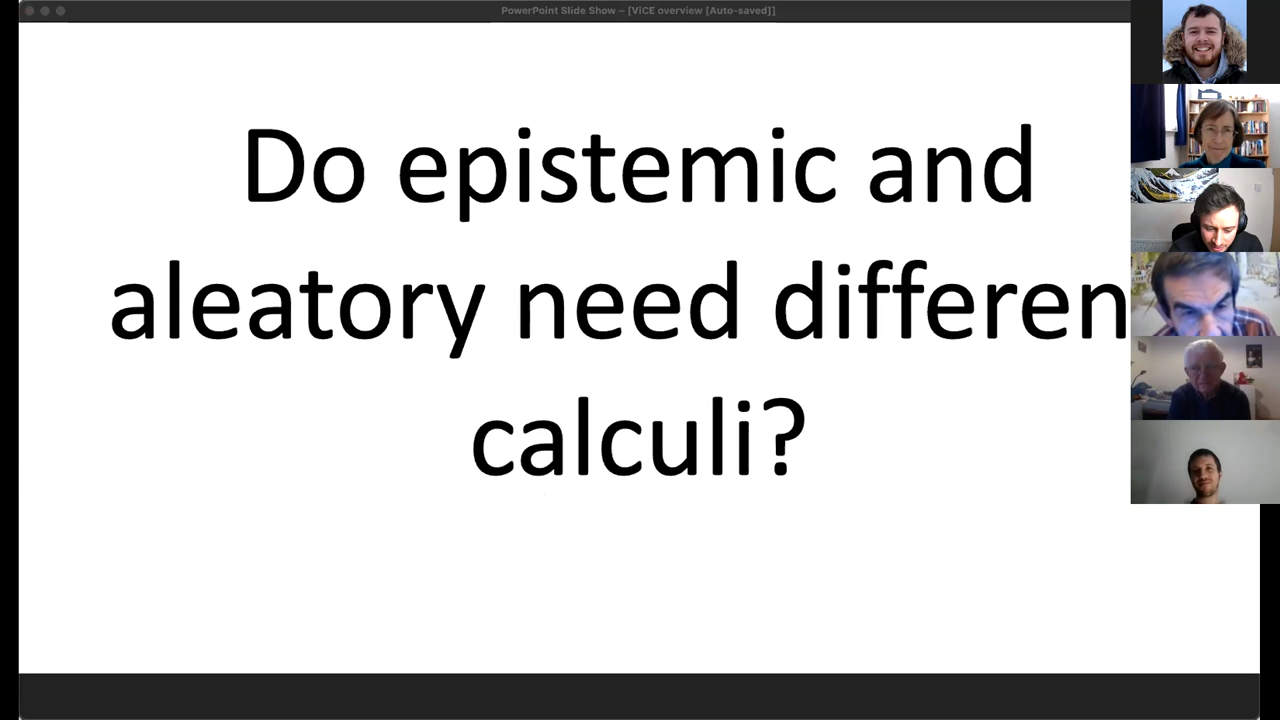 PowerPoint Slide Show – [ViCE overview [Auto-saved]]
Do epistemic and
aleatory need differen
calculi?